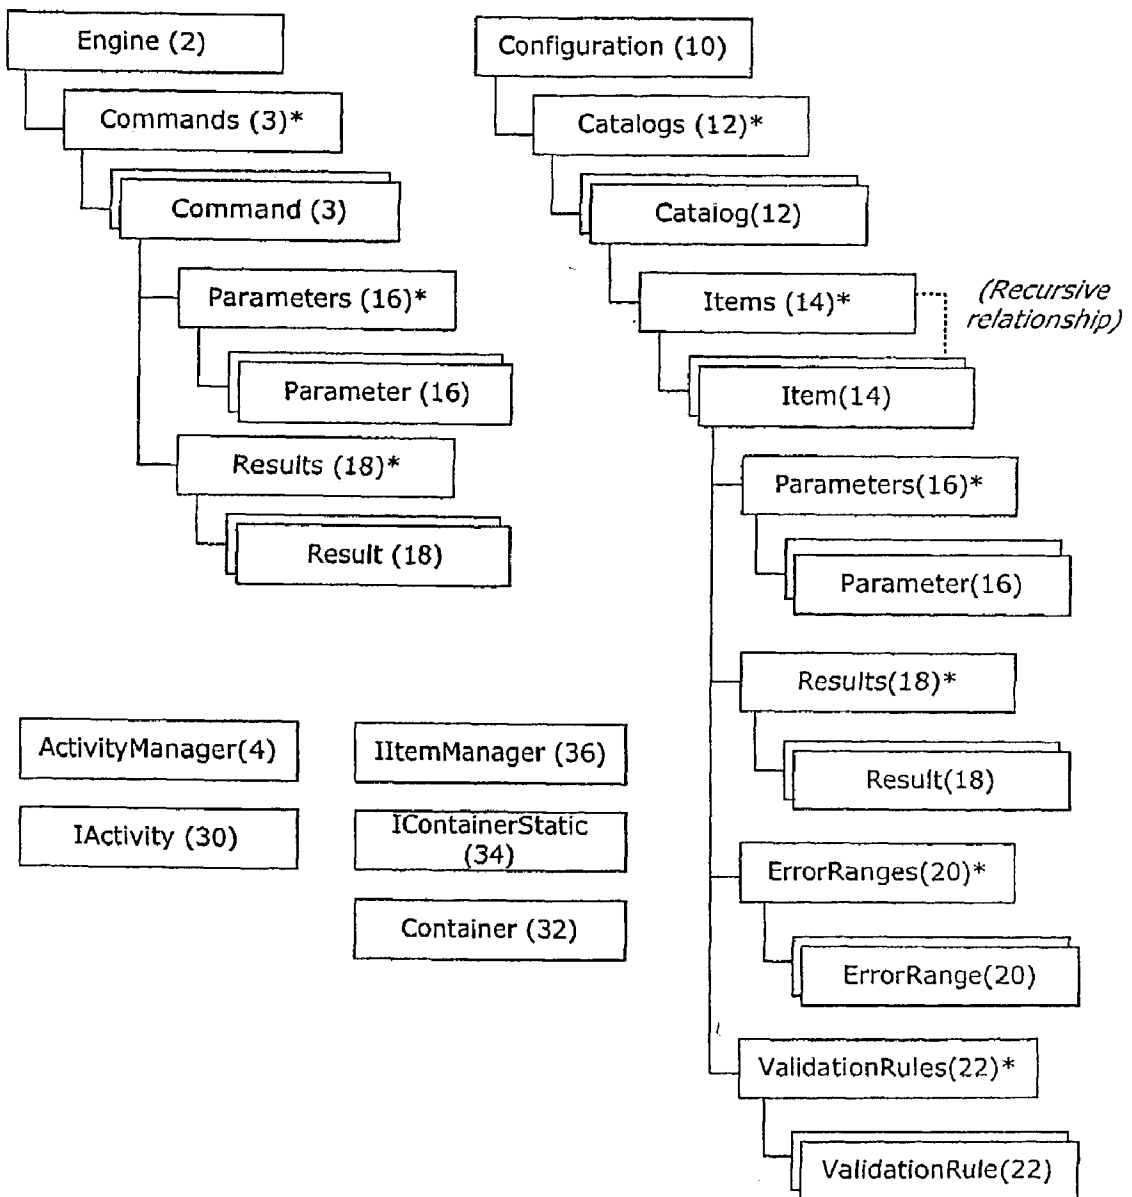 Engine (2)
Commands (3)*
Command (3)
Parameters (16)*
Parameter (16)
Results (18)*
Result (18)
Configuration (10)
Catalogs (12)*
Catalog(12)
Items (14)*
(Recursive
relationship)
Item(14)
Parameters(16)*
Parameter(16)
Results(18)*
Result(18)
ErrorRanges(20)*
ErrorRange(20)
ValidationRules(22)*
ValidationRule(22)
ActivityManager(4)
IActivity (30)
IItemManager (36)
IContainerStatic
(34)
Container (32)